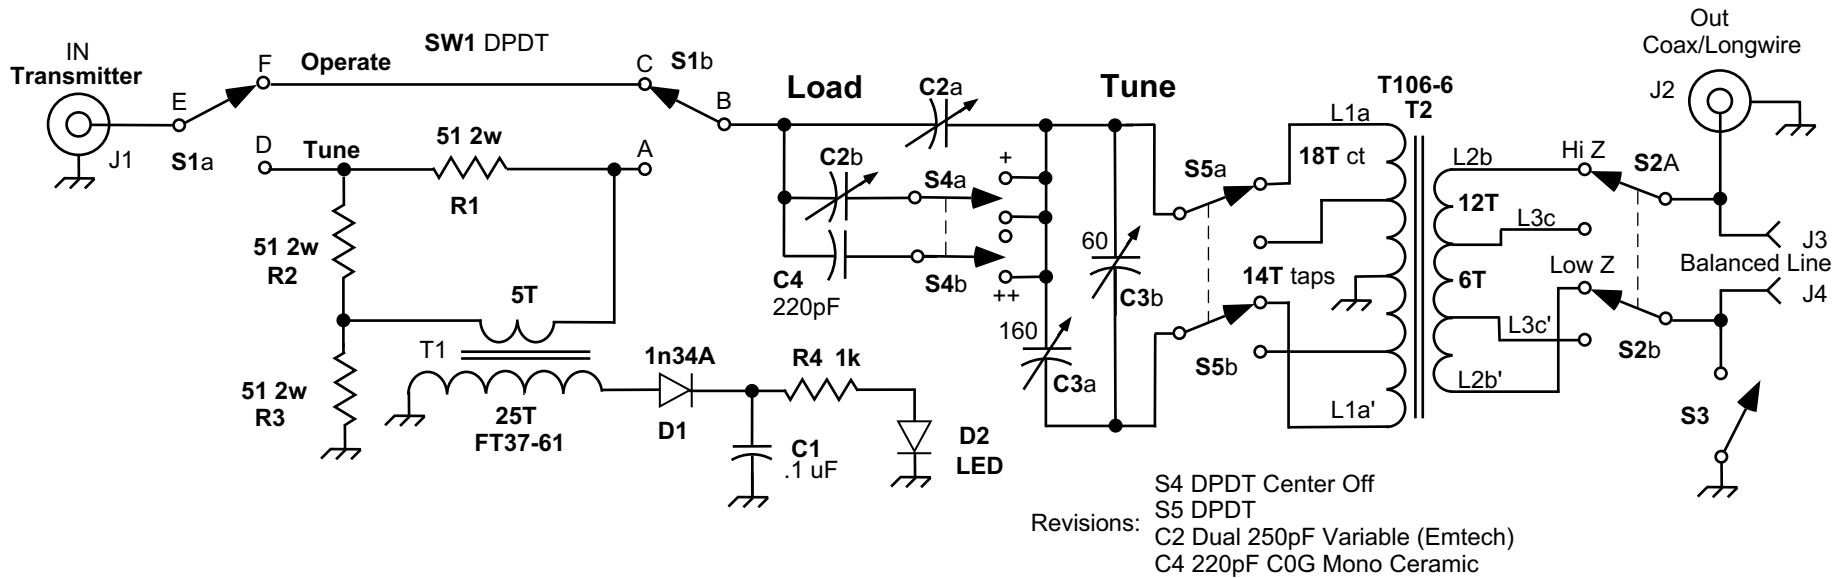 IN
Transmitter
J1
E
F
Operate
SW1 DPDT
C
S1b
B
S1a
D
Tune
51 2w
R1
A
51 2w
R2
5T
T1
51 2w
R3
25T
FT37-61
1n34A
D1
R4 1k
C1
.1 uF
D2
LED
Load
C2a
C2b
S4a
+
C4
220pF
S4b
++
Tune
60
C3b
160
C3a
S5a
S5b
L1a
18T ct
14T taps
L1a'
T106-6
T2
L2b
12T
L3c
6T
L3c'
L2b'
Hi Z
S2A
Low Z
S2b
Out
Coax/Longwire
J2
J3
Balanced Line
J4
S3
Revisions:
S4 DPDT Center Off
S5 DPDT
C2 Dual 250pF Variable (Emtech)
C4 220pF C0G Mono Ceramic